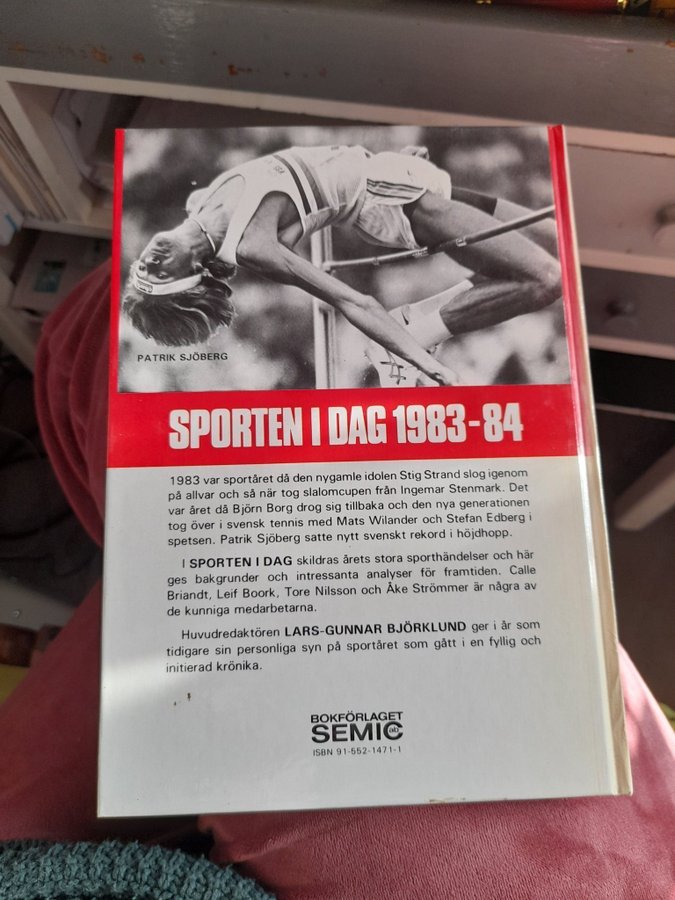 PATRIK SJÖBERG
SPORTEN I DAG 1983-84
1983 var sportåret då den nygamle idolen Stig Strand slog igenom
på allvar och så när tog slalomcupen från Ingemar Stenmark. Det
var året då Björn Borg drog sig tillbaka och den nya generationen
tog över i svensk tennis med Mats Wilander och Stefan Edberg i
spetsen. Patrik Sjöberg satte nytt svenskt rekord i höjdhopp.
I SPORTEN I DAG skildras årets stora sporthändelser och här
ges bakgrunder och intressanta analyser för framtiden. Calle
Briandt, Leif Boork, Tore Nilsson och Åke Strömmer är några av
de kunniga medarbetarna.
Huvudredaktören LARS-GUNNAR BJÖRKLUND ger i år som
tidigare sin personliga syn på sportåret som gått i en fyllig och
initierad krönika.
BOKFÖRLAGET
SEMIC ab
ISBN 91-552-1471-1